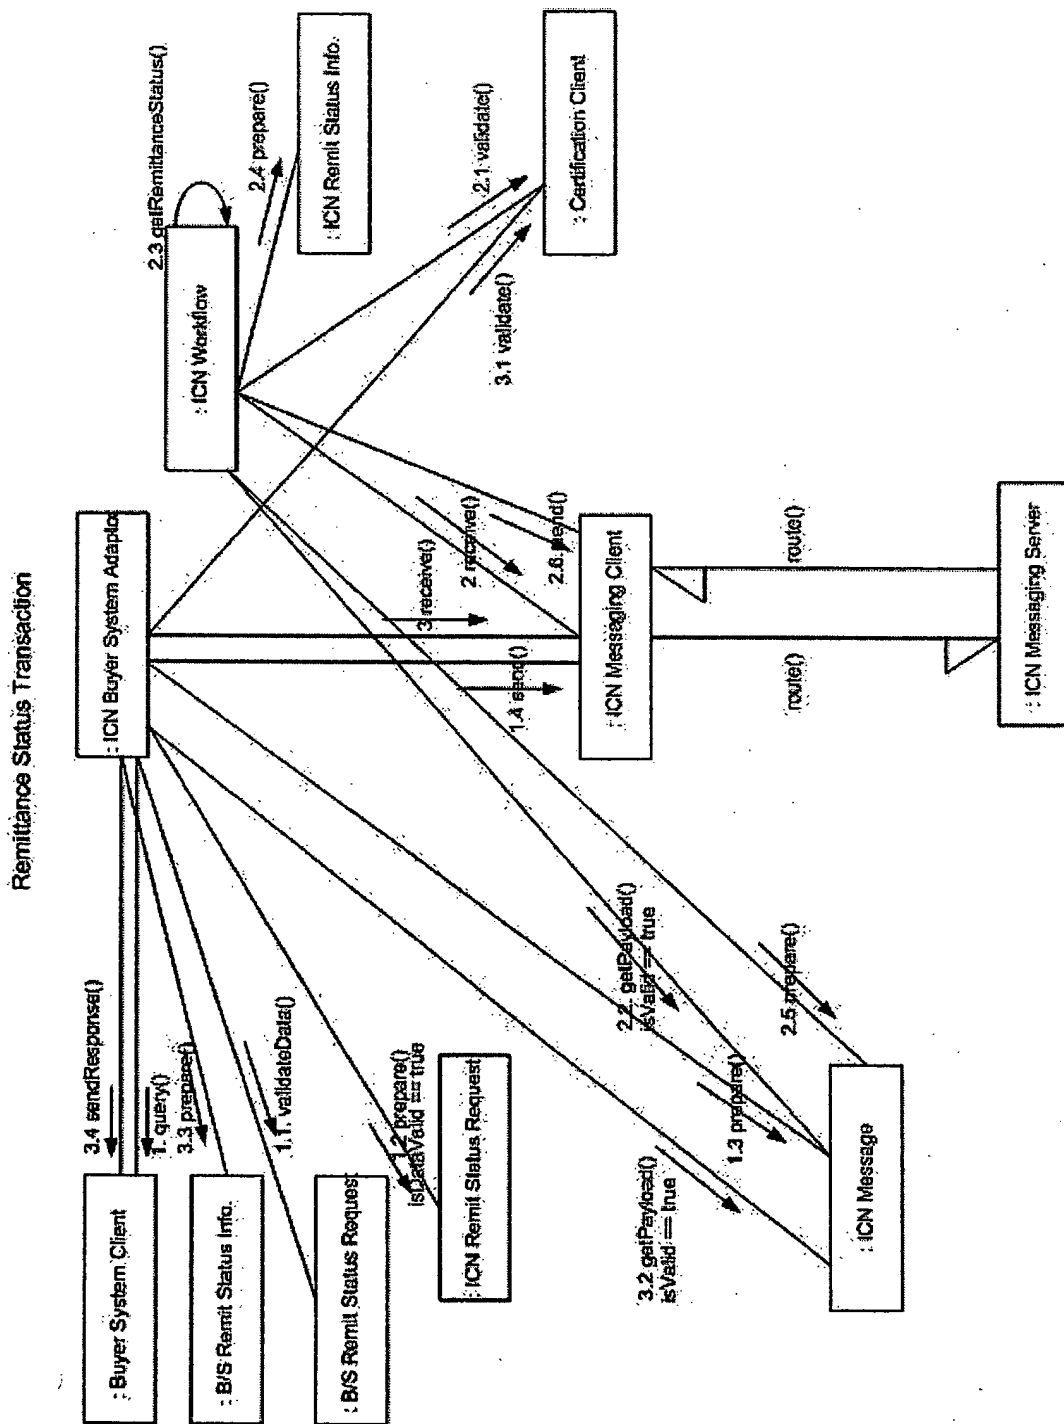 Remittance Status Transaction
: Buyer System Client
3.4 sendResponse()
1. query()
3.3 prepare()
: B/S Remit Status Info.
1.1. validateData()
: B/S Remit Status Request
1.2 prepare()
isDataValid == true
: ICN Remit Status Request
: ICN Buyer System Adaptor
: ICN Workflow
2.3 getRemittanceStatus()
2.4 prepare()
: ICN Remit Status Info.
2.1 validate()
3.1 validate()
: Certification Client
3 receive()
2 receive()
2.6 send()
1.4 send()
: ICN Messaging Client
route()
route()
: ICN Messaging Server
2.2. getPayload()
isValid == true
2.5 prepare()
1.3 prepare()
3.2 getPayload()
isValid == true
: ICN Message